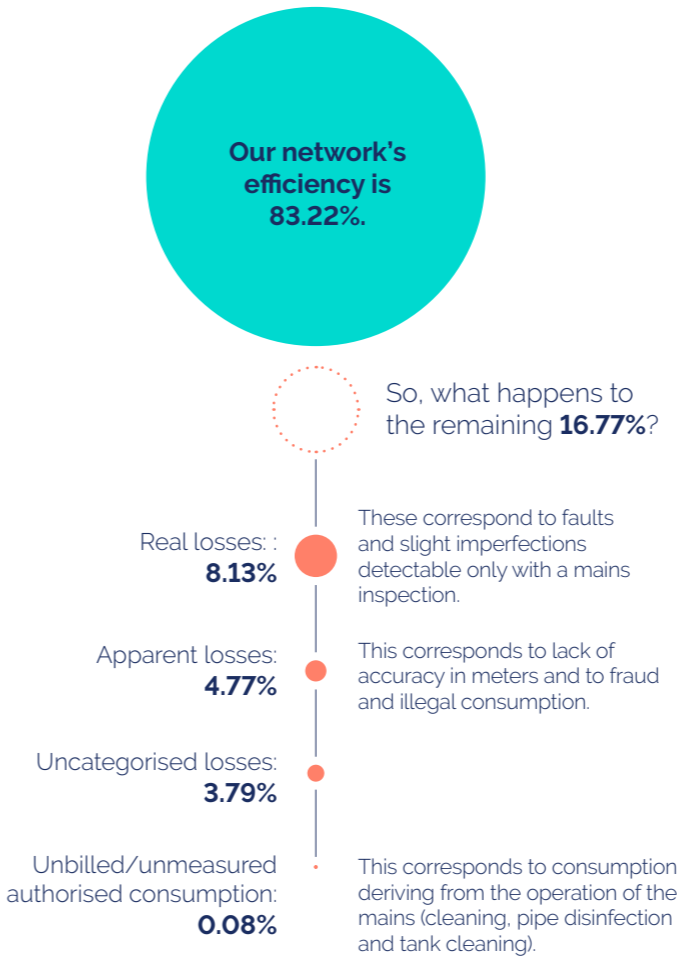 Our network's
efficiency is
83.22%.
So, what happens to
the remaining 16.77%?
Real losses: :
8.13%
These correspond to faults
and slight imperfections
detectable only with a mains
inspection.
Apparent losses:
4.77%
This corresponds to lack of
accuracy in meters and to fraud
and illegal consumption.
Uncategorised losses:
3.79%
Unbilled/unmeasured
authorised consumption:
0.08%
This corresponds to consumption
deriving from the operation of the
mains (cleaning, pipe disinfection
and tank cleaning).